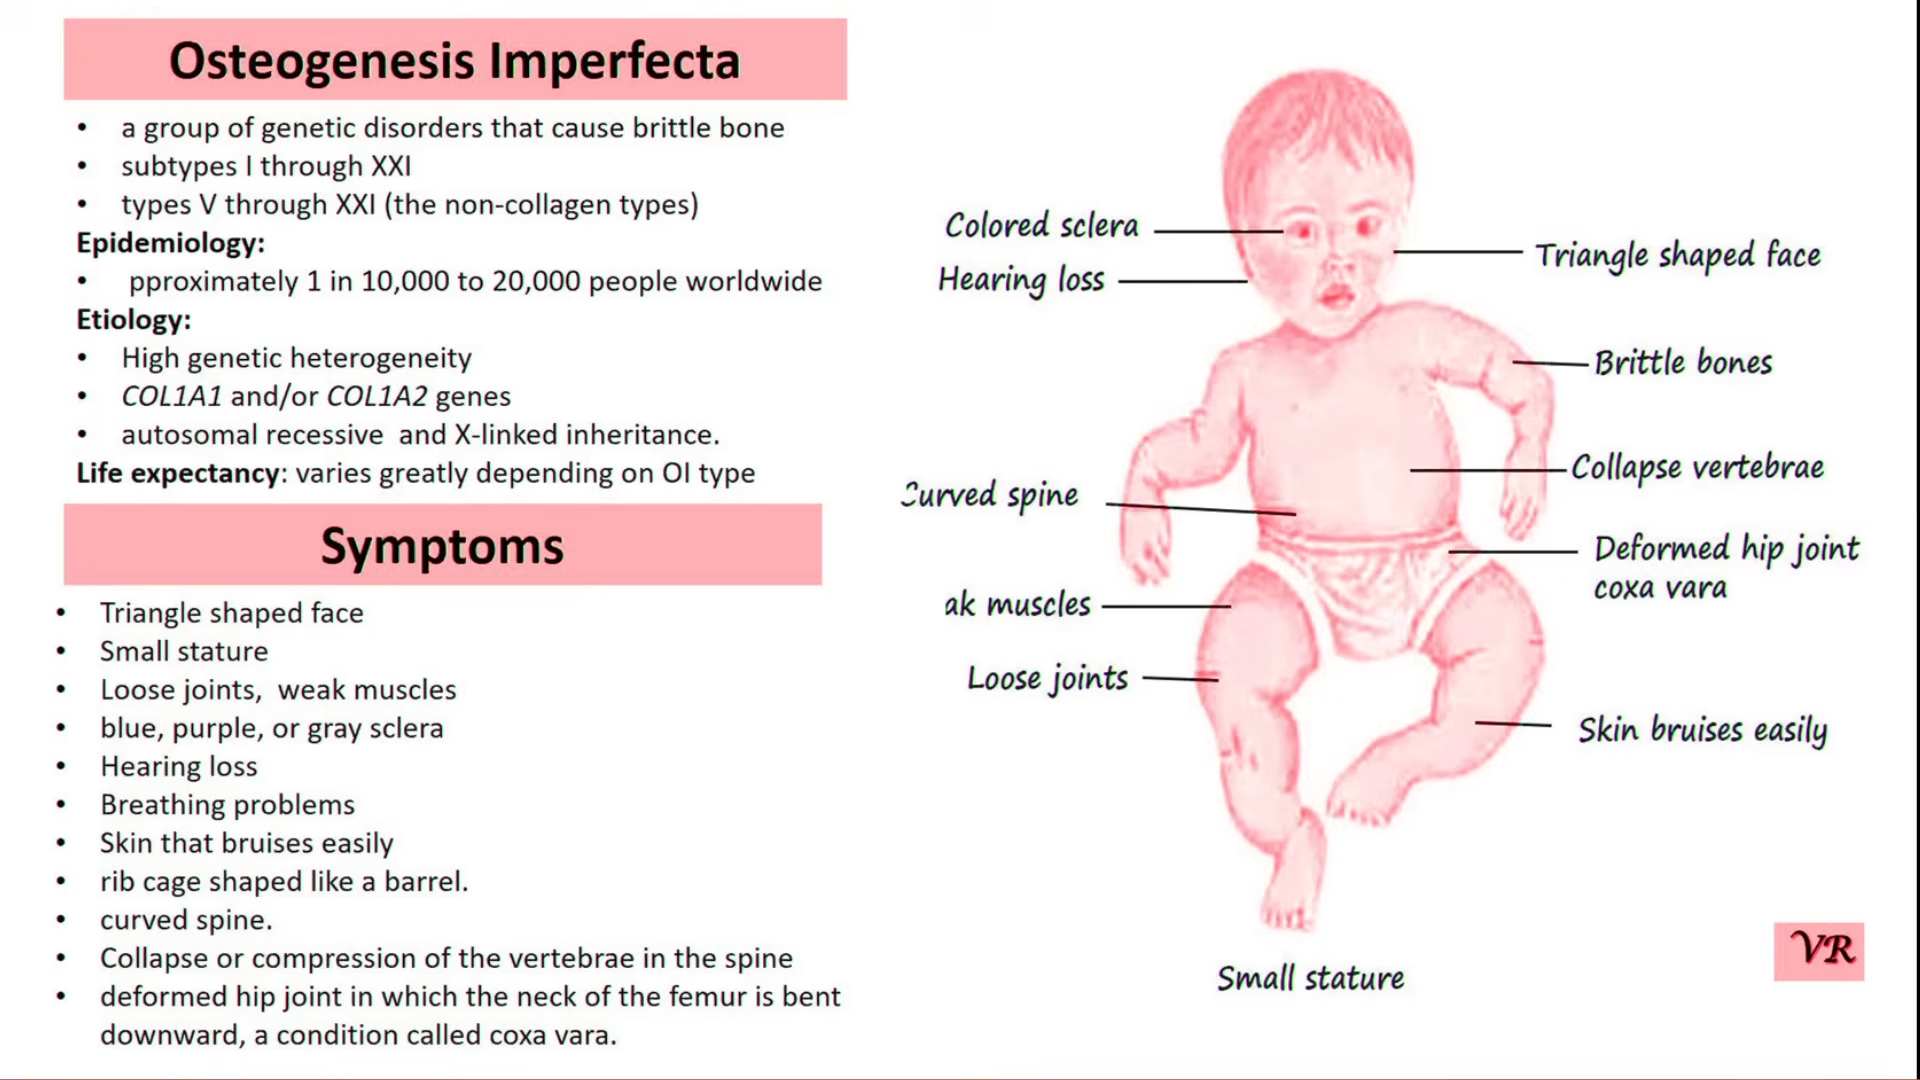 Osteogenesis Imperfecta
• a group of genetic disorders that cause brittle bone
• subtypes I through XXI
• types V through XXI (the non-collagen types)
Epidemiology:
• pproximately 1 in 10,000 to 20,000 people worldwide
Etiology:
• High genetic heterogeneity
• COL1A1 and/or COL1A2 genes
• autosomal recessive and X-linked inheritance.
Life expectancy: varies greatly depending on OI type
Symptoms
• Triangle shaped face
• Small stature
• Loose joints, weak muscles
• blue, purple, or gray sclera
• Hearing loss
• Breathing problems
• Skin that bruises easily
• rib cage shaped like a barrel.
• curved spine.
• Collapse or compression of the vertebrae in the spine
• deformed hip joint in which the neck of the femur is bent
downward, a condition called coxa vara.
Colored sclera
Hearing loss
Curved spine
ak muscles
Loose joints
Triangle shaped face
Brittle bones
Collapse vertebrae
Deformed hip joint
coxa vara
Skin bruises easily
Small stature
VR